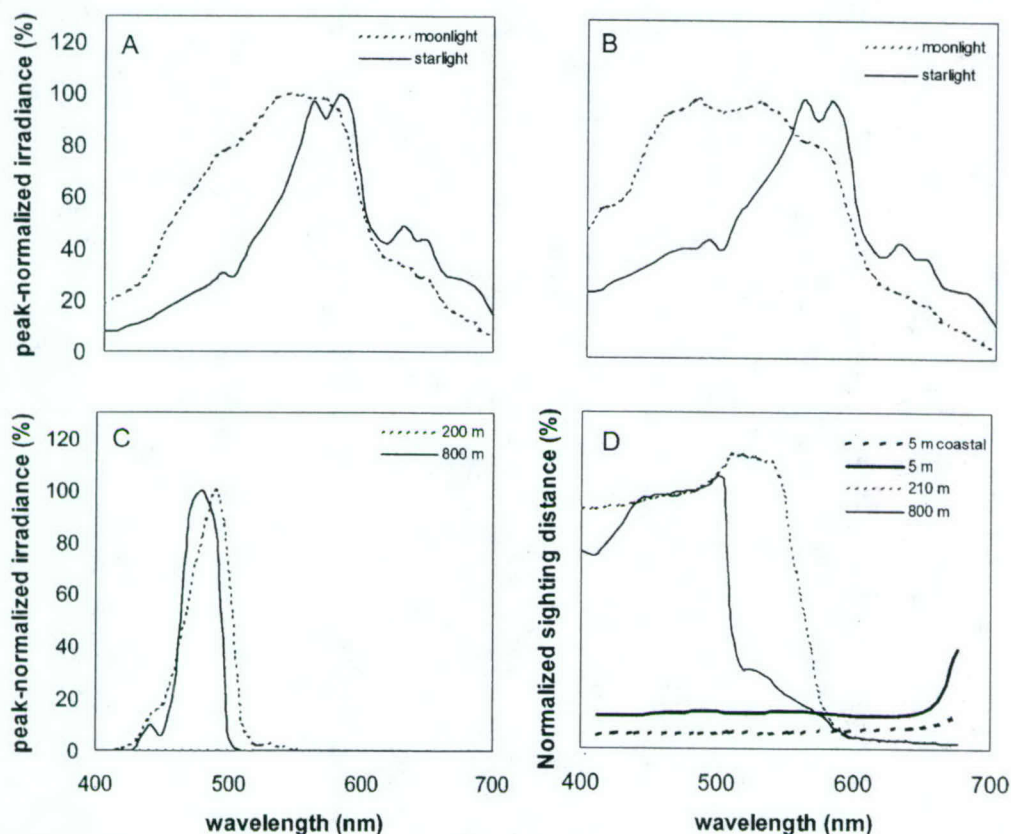 peak-normalized irradiance (%)
120
100
80
60
40
20
0
A
moonlight
starlight
B
moonlight
starlight
peak-normalized irradiance (%)
120
100
80
60
40
20
0
C
200 m
800 m
400
500
600
700
wavelength (nm)
Normalized sighting distance (%)
D
5 m coastal
5 m
210 m
800 m
400
500
600
700
wavelength (nm)